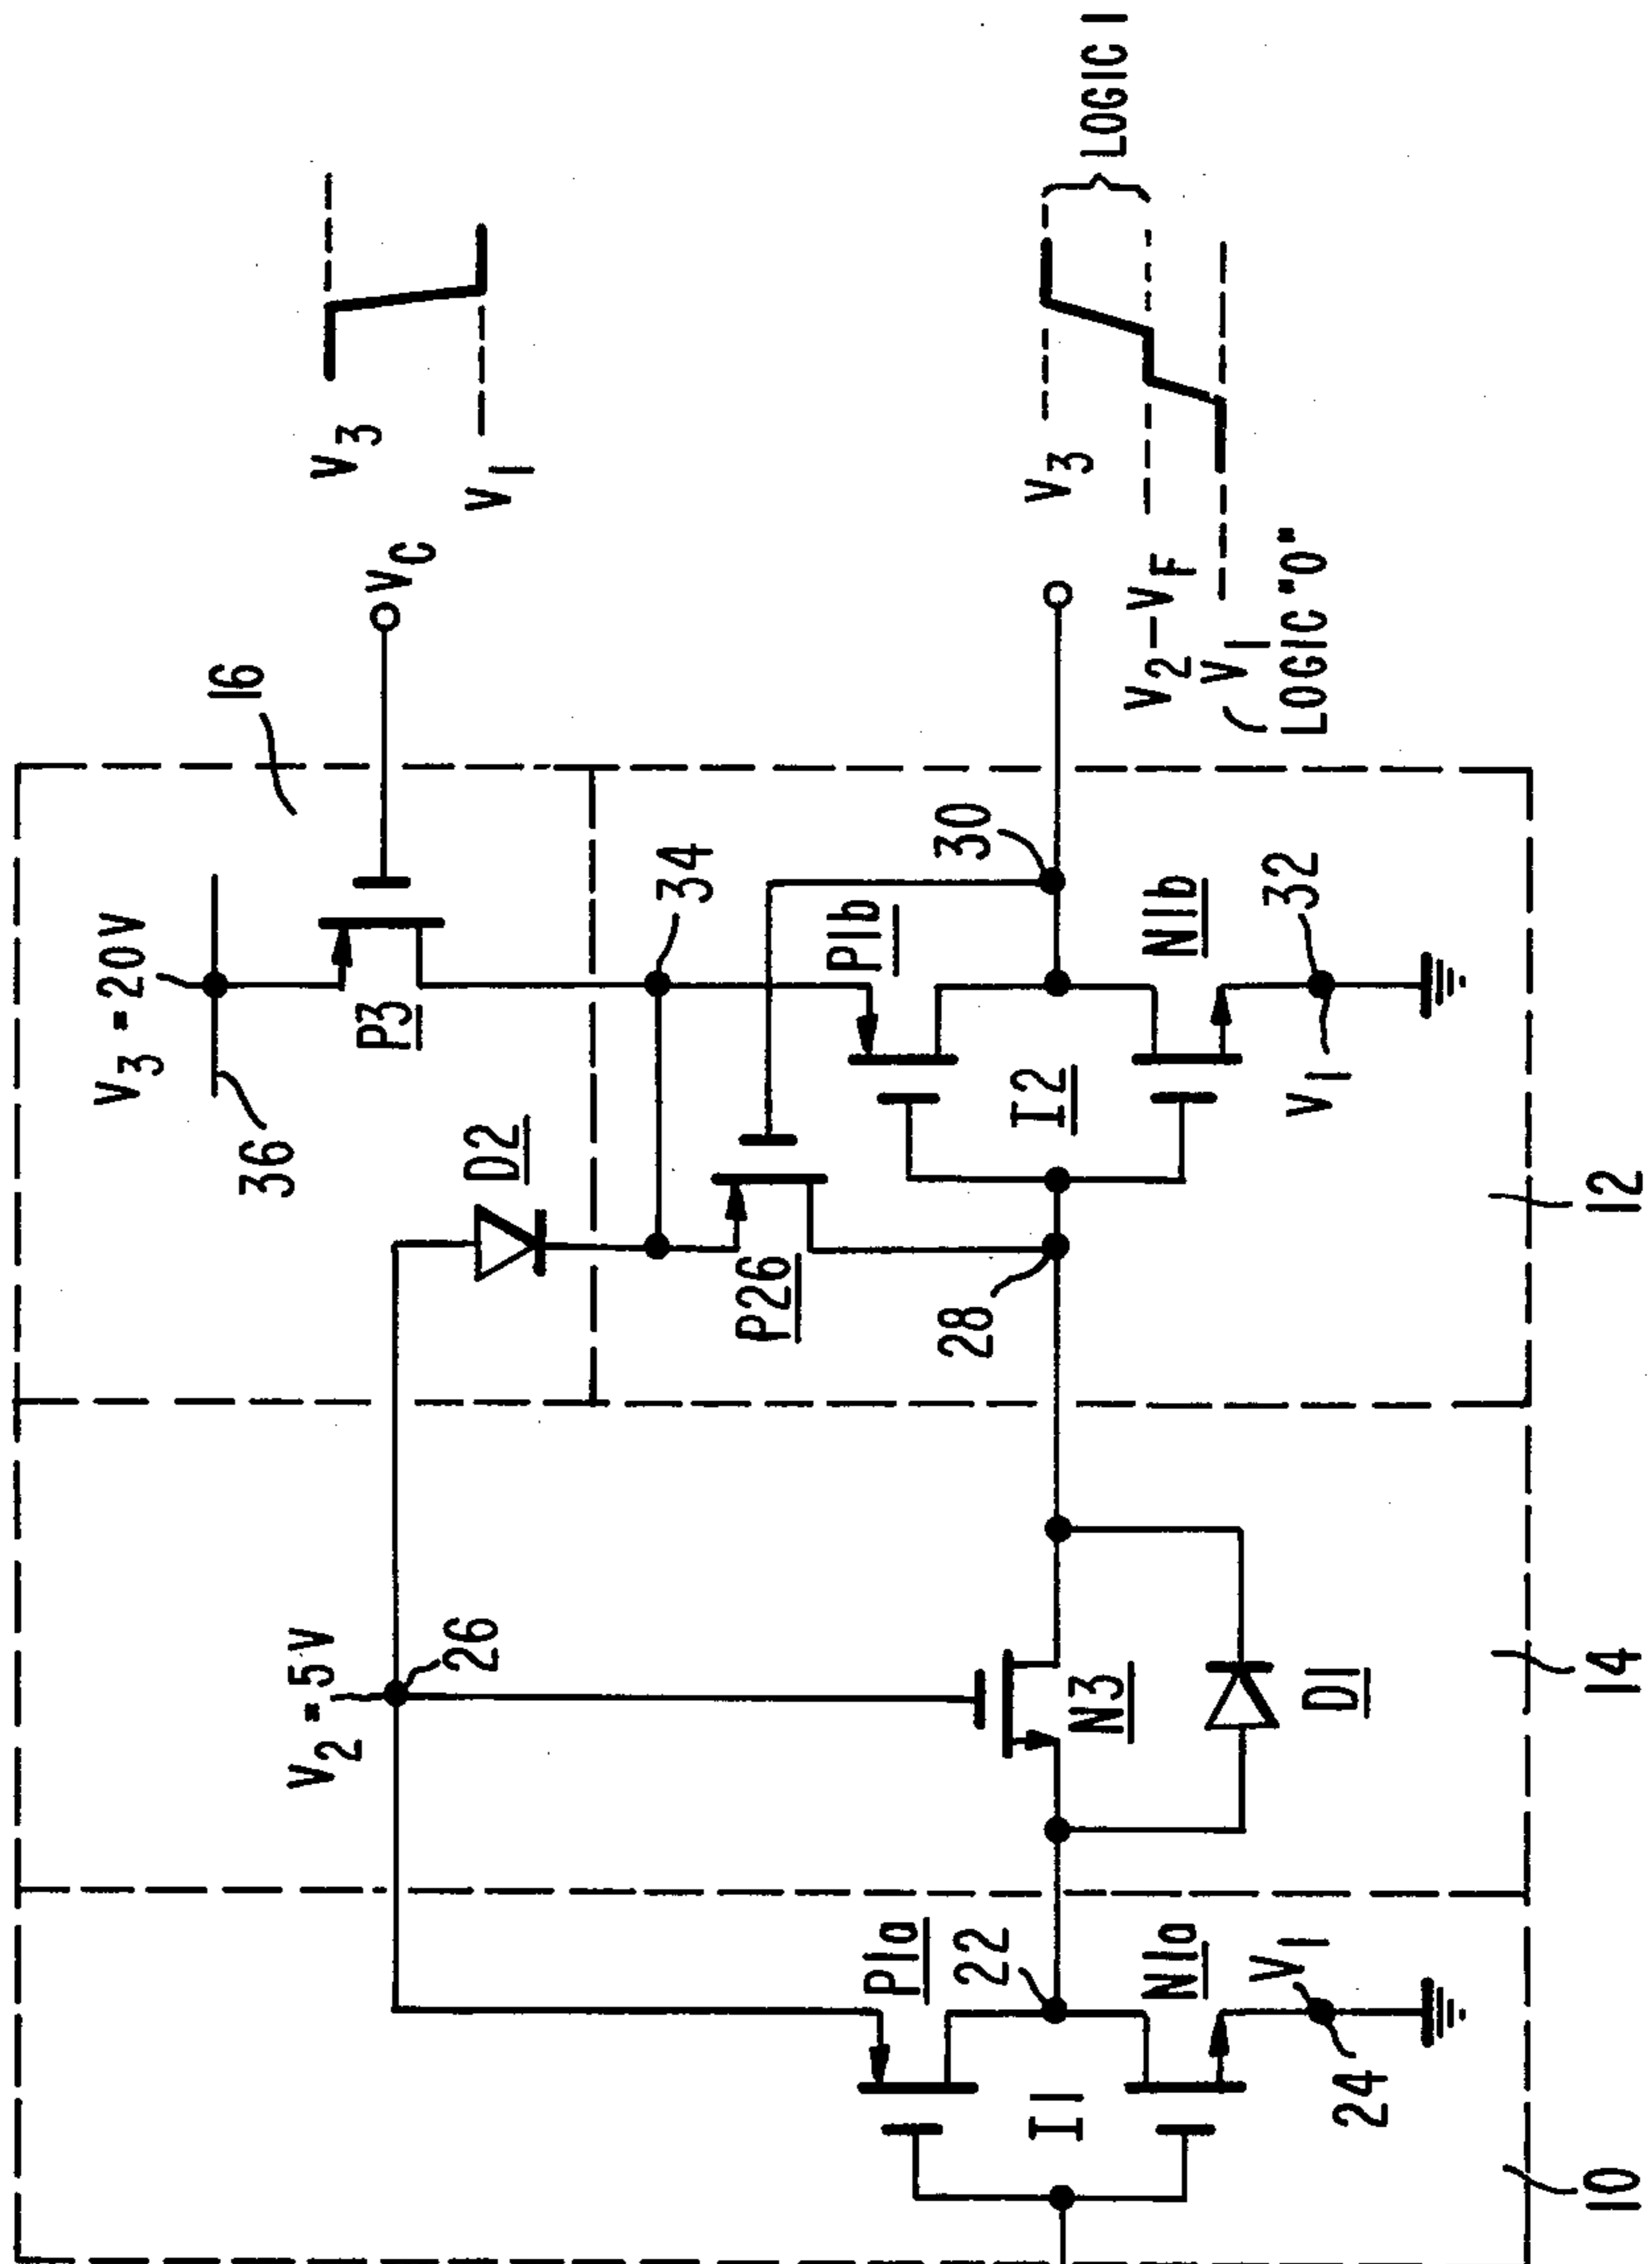 V3 = 20V
36
P3
16
VC
V3
V1
D2
V2 = 5V
26
34
P26
P1b
30
28
I2
N1b
V1
32
P1a
22
I1
N1a
V1
24
N3
D1
V3
LOGIC 1
V2-VF
V1
LOGIC "0"
10
14
12